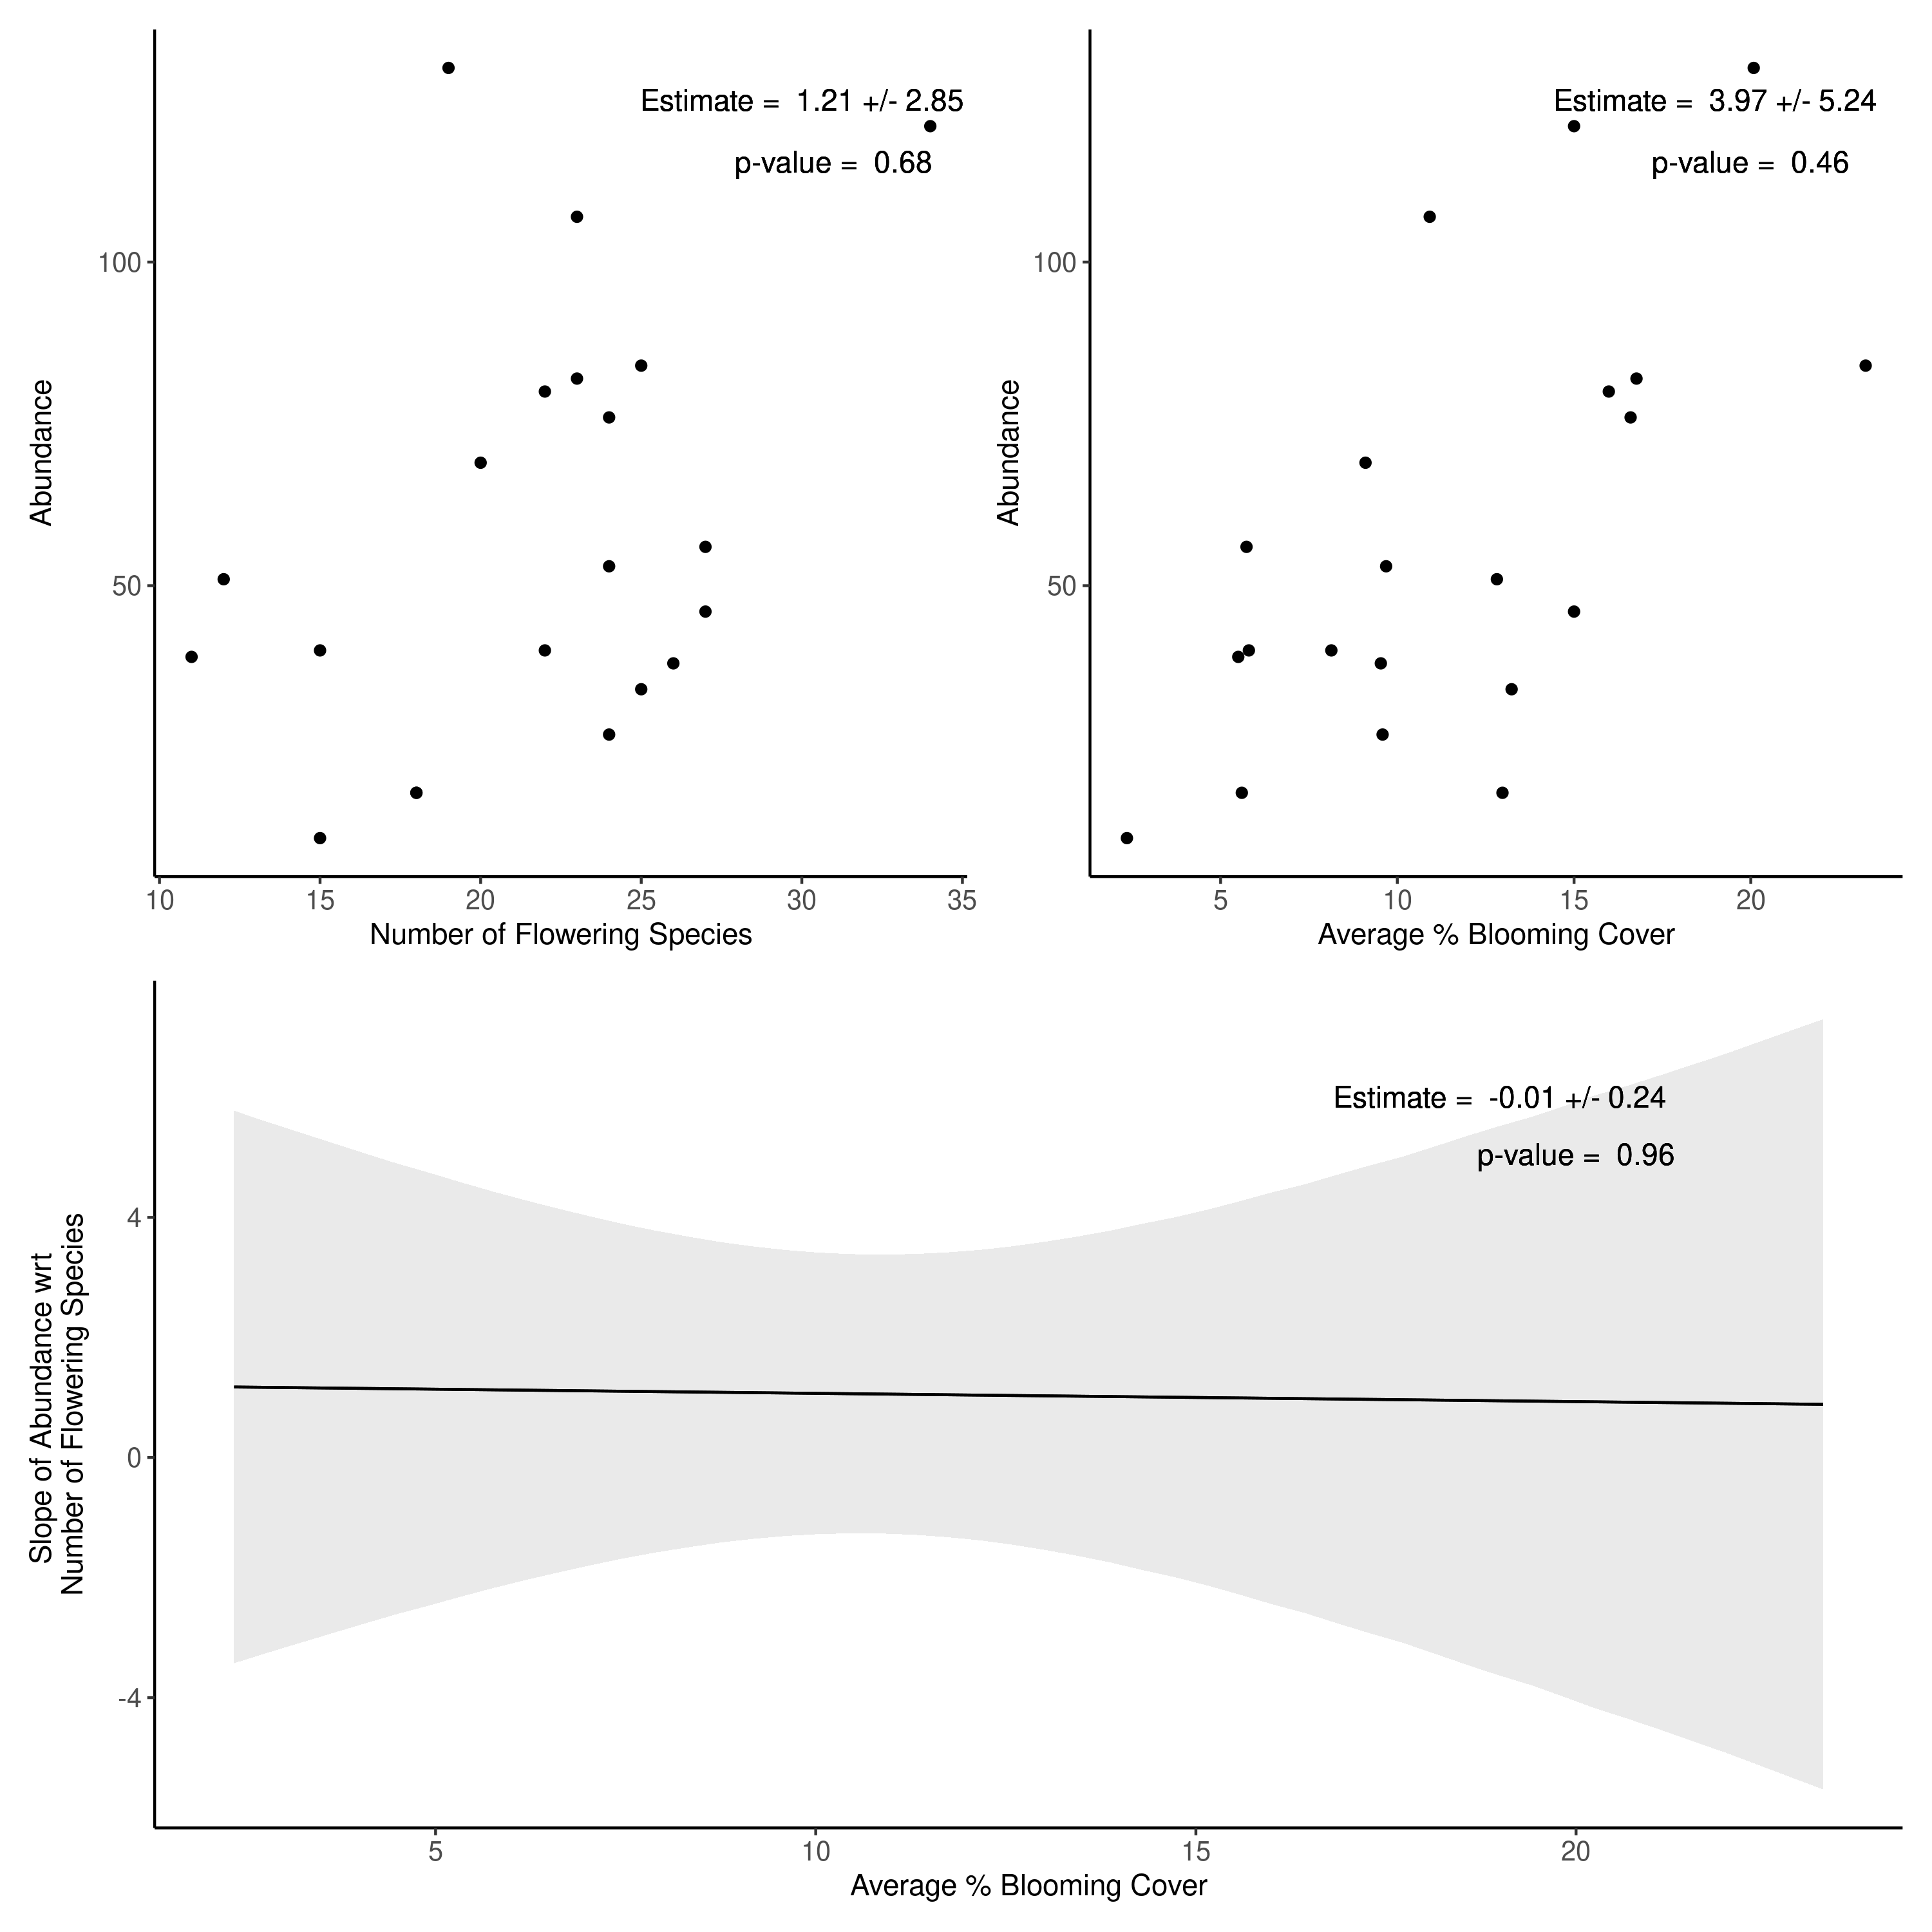 Estimate = 1.21 +/- 2.85
p-value = 0.68
100
50
Abundance
10 15 20 25 30 35
Number of Flowering Species
Estimate = 3.97 +/- 5.24
p-value = 0.46
100
50
Abundance
5 10 15 20
Average % Blooming Cover
Estimate = -0.01 +/- 0.24
p-value = 0.96
4
0
-4
Slope of Abundance wrt
Number of Flowering Species
5 10 15 20
Average % Blooming Cover